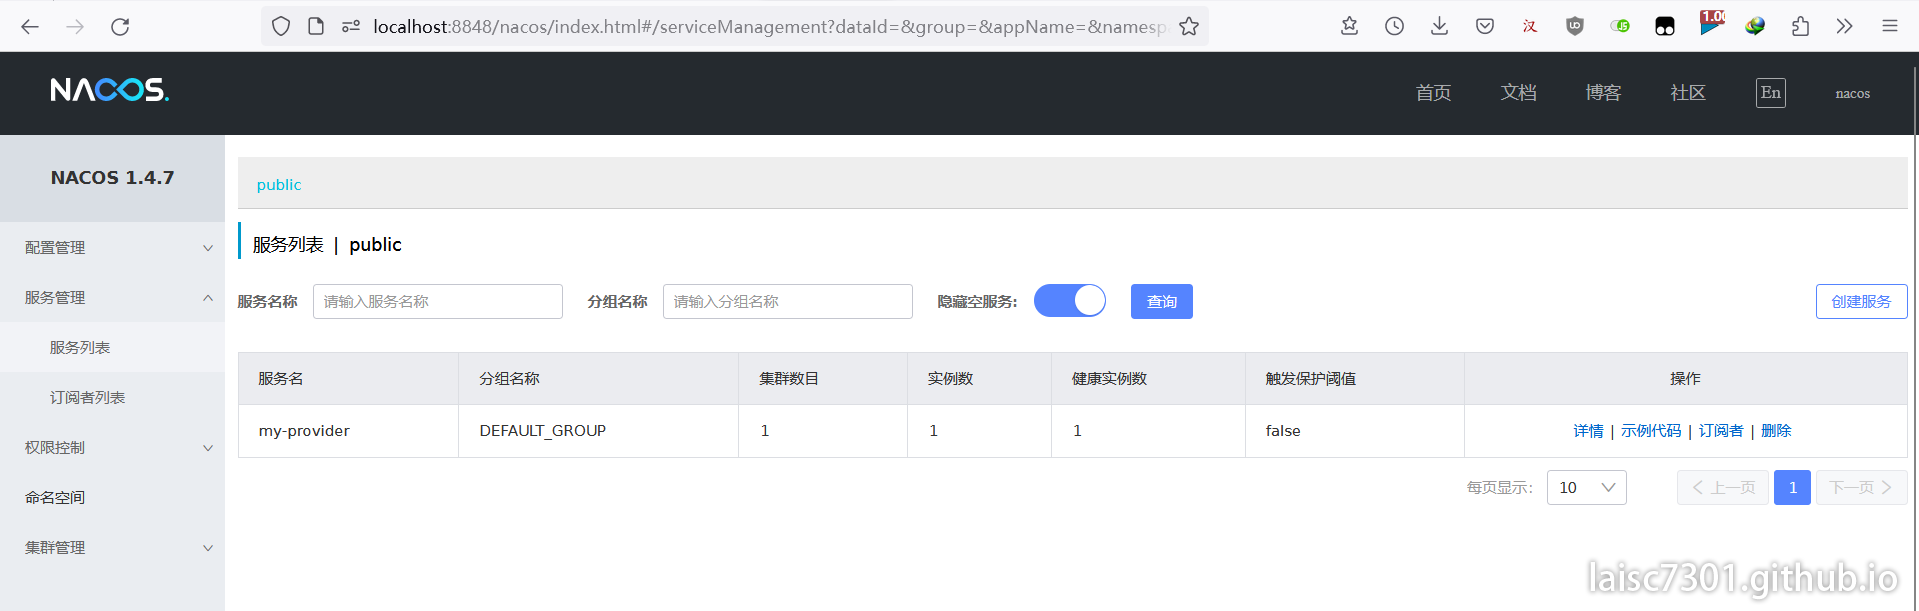 localhost:8848/nacos/index.html#/serviceManagement?dataId=&group=&appName=&namesp
汉
1.00
NACOS.
首页
文档
博客
社区
En
nacos
NACOS 1.4.7
配置管理
服务管理
服务列表
订阅者列表
权限控制
命名空间
集群管理
public
服务列表 | public
服务名称 请输入服务名称 分组名称 请输入分组名称 隐藏空服务: 查询 创建服务
服务名 分组名称 集群数目 实例数 健康实例数 触发保护阈值 操作
my-provider DEFAULT_GROUP 1 1 1 false 详情 | 示例代码 | 订阅者 | 删除
每页显示: 10 上一页 1 下一页
laisc7301.github.io